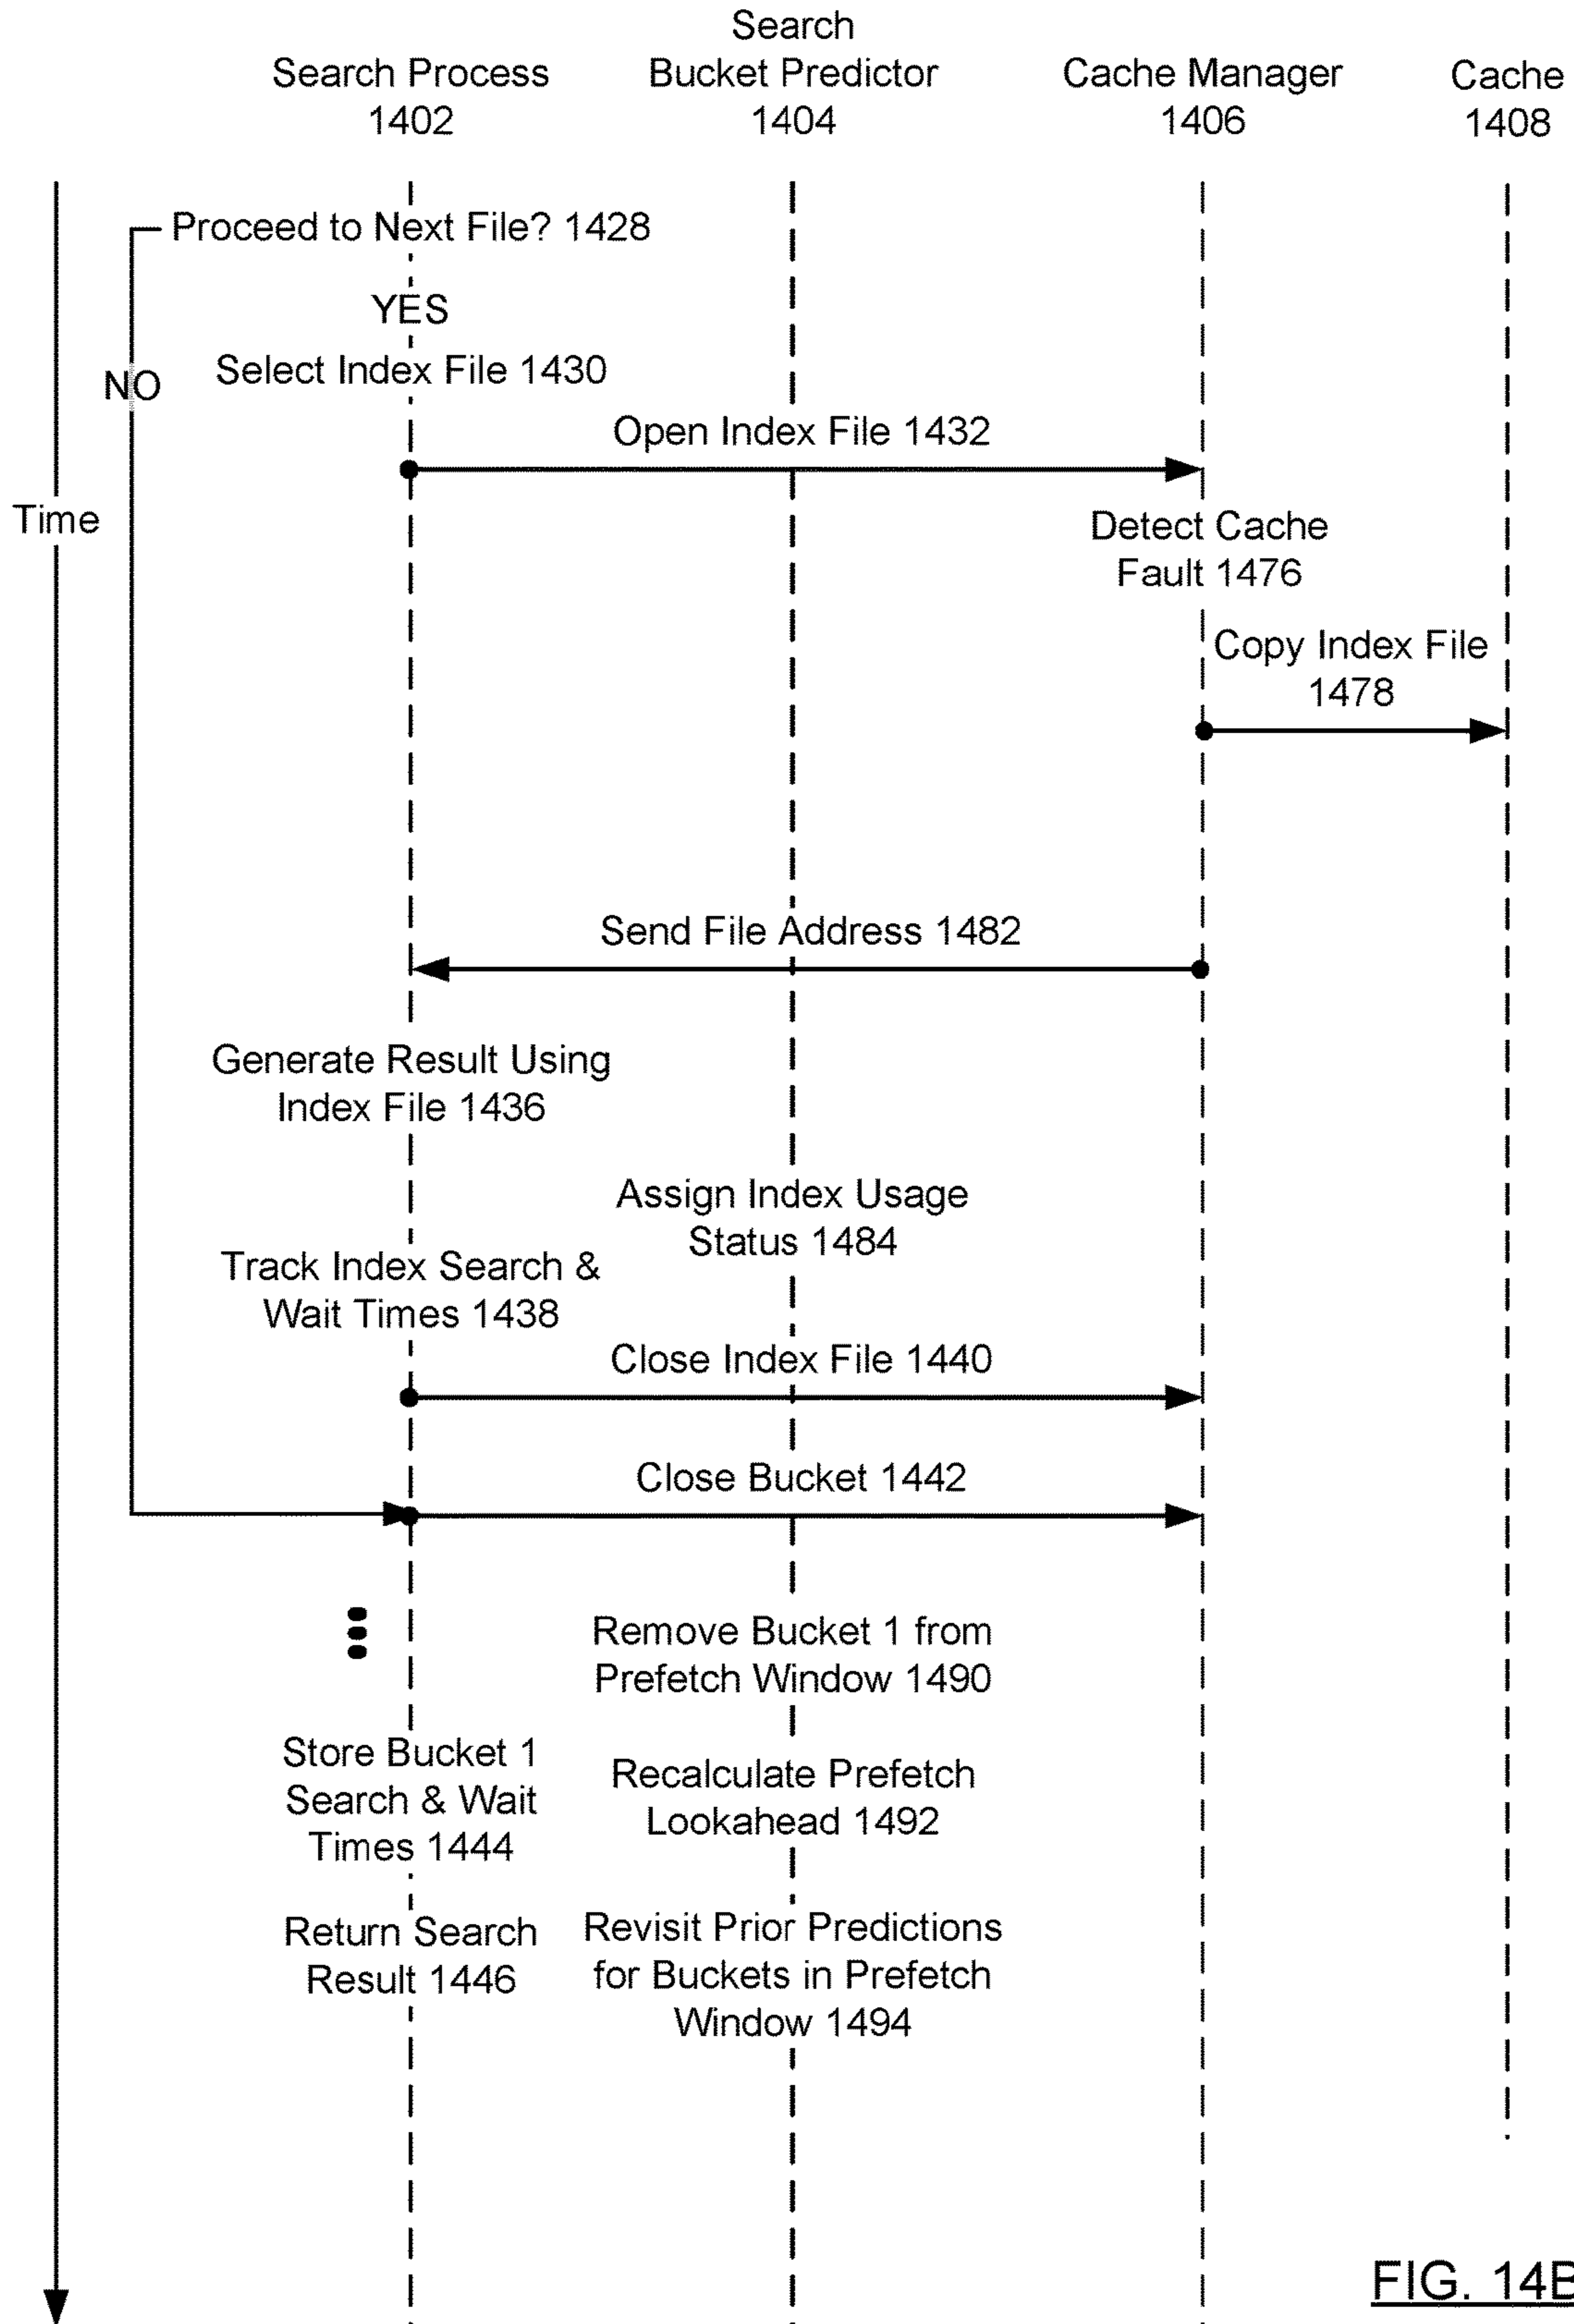 Search
Search Process Bucket Predictor Cache Manager Cache
1402 1404 1406 1408
Proceed to Next File? 1428
YES
Select Index File 1430
NO
Open Index File 1432
Time
Detect Cache
Fault 1476
Copy Index File
1478
Send File Address 1482
Generate Result Using
Index File 1436
Assign Index Usage
Status 1484
Track Index Search &
Wait Times 1438
Close Index File 1440
Close Bucket 1442
Remove Bucket 1 from
Prefetch Window 1490
Store Bucket 1
Search & Wait
Times 1444
Recalculate Prefetch
Lookahead 1492
Return Search
Result 1446
Revisit Prior Predictions
for Buckets in Prefetch
Window 1494
FIG. 14B